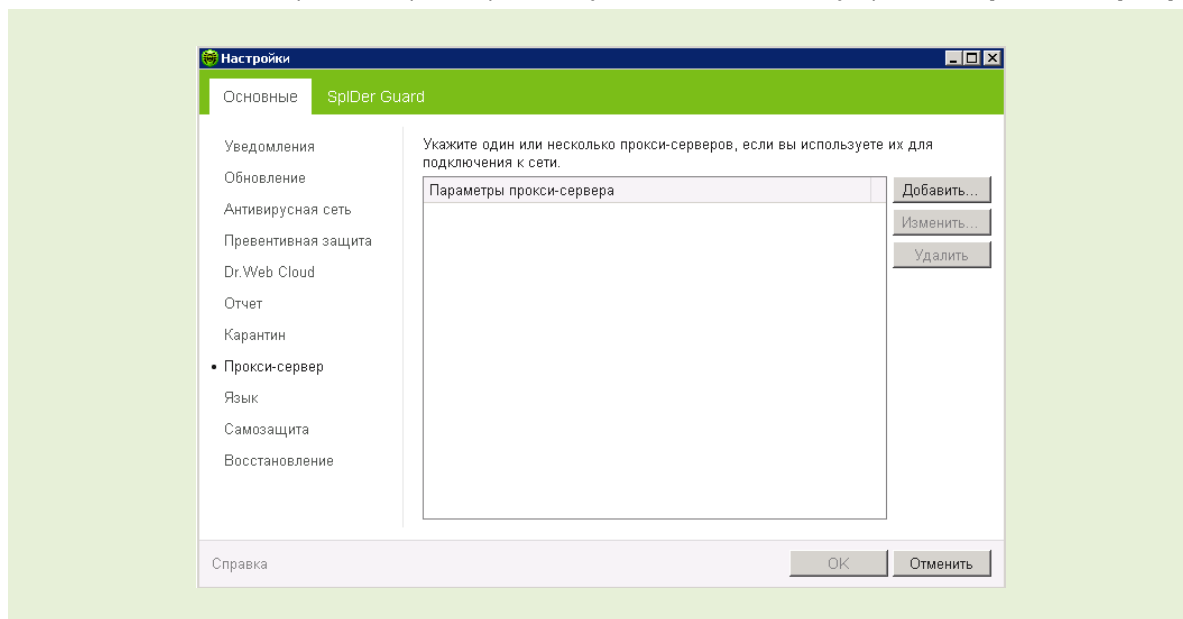 Настройки
Основные SpIDer Guard
Уведомления
Обновление
Антивирусная сеть
Превентивная защита
Dr.Web Cloud
Отчет
Карантин
Прокси-сервер
Язык
Самозащита
Восстановление
Укажите один или несколько прокси-серверов, если вы используете их для
подключения к сети.
Параметры прокси-сервера
Добавить...
Изменить...
Удалить
Справка
OK Отменить